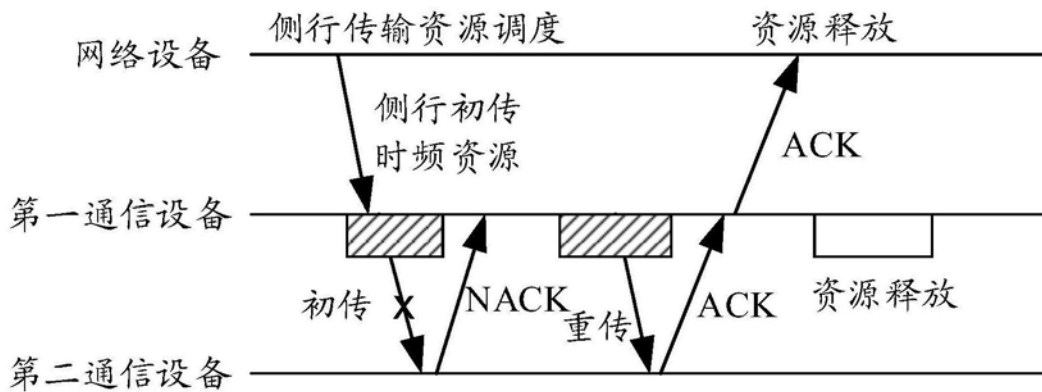 侧行传输资源调度
资源释放
网络设备
侧行初传
时频资源
ACK
第一通信设备
初传
X
NACK
重传
ACK
资源释放
第二通信设备